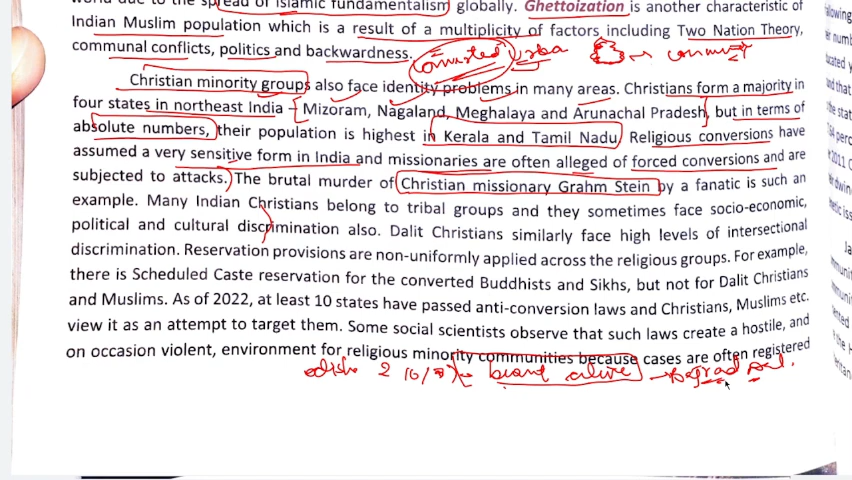 world due to the spread of Islamic fundamentalism globally. Ghettoization is another characteristic of
Indian Muslim population which is a result of a multiplicity of factors including Two Nation Theory,
communal conflicts, politics and backwardness.
Christian minority groups also face identity problems in many areas. Christians form a majority in
four states in northeast India – Mizoram, Nagaland, Meghalaya and Arunachal Pradesh, but in terms of
absolute numbers, their population is highest in Kerala and Tamil Nadu. Religious conversions have
assumed a very sensitive form in India and missionaries are often alleged of forced conversions and are
subjected to attacks. The brutal murder of Christian missionary Grahm Stein by a fanatic is such an
example. Many Indian Christians belong to tribal groups and they sometimes face socio-economic,
political and cultural discrimination also. Dalit Christians similarly face high levels of intersectional
discrimination. Reservation provisions are non-uniformly applied across the religious groups. For example,
there is Scheduled Caste reservation for the converted Buddhists and Sikhs, but not for Dalit Christians
and Muslims. As of 2022, at least 10 states have passed anti-conversion laws and Christians, Muslims etc.
view it as an attempt to target them. Some social scientists observe that such laws create a hostile, and
on occasion violent, environment for religious minority communities because cases are often registered